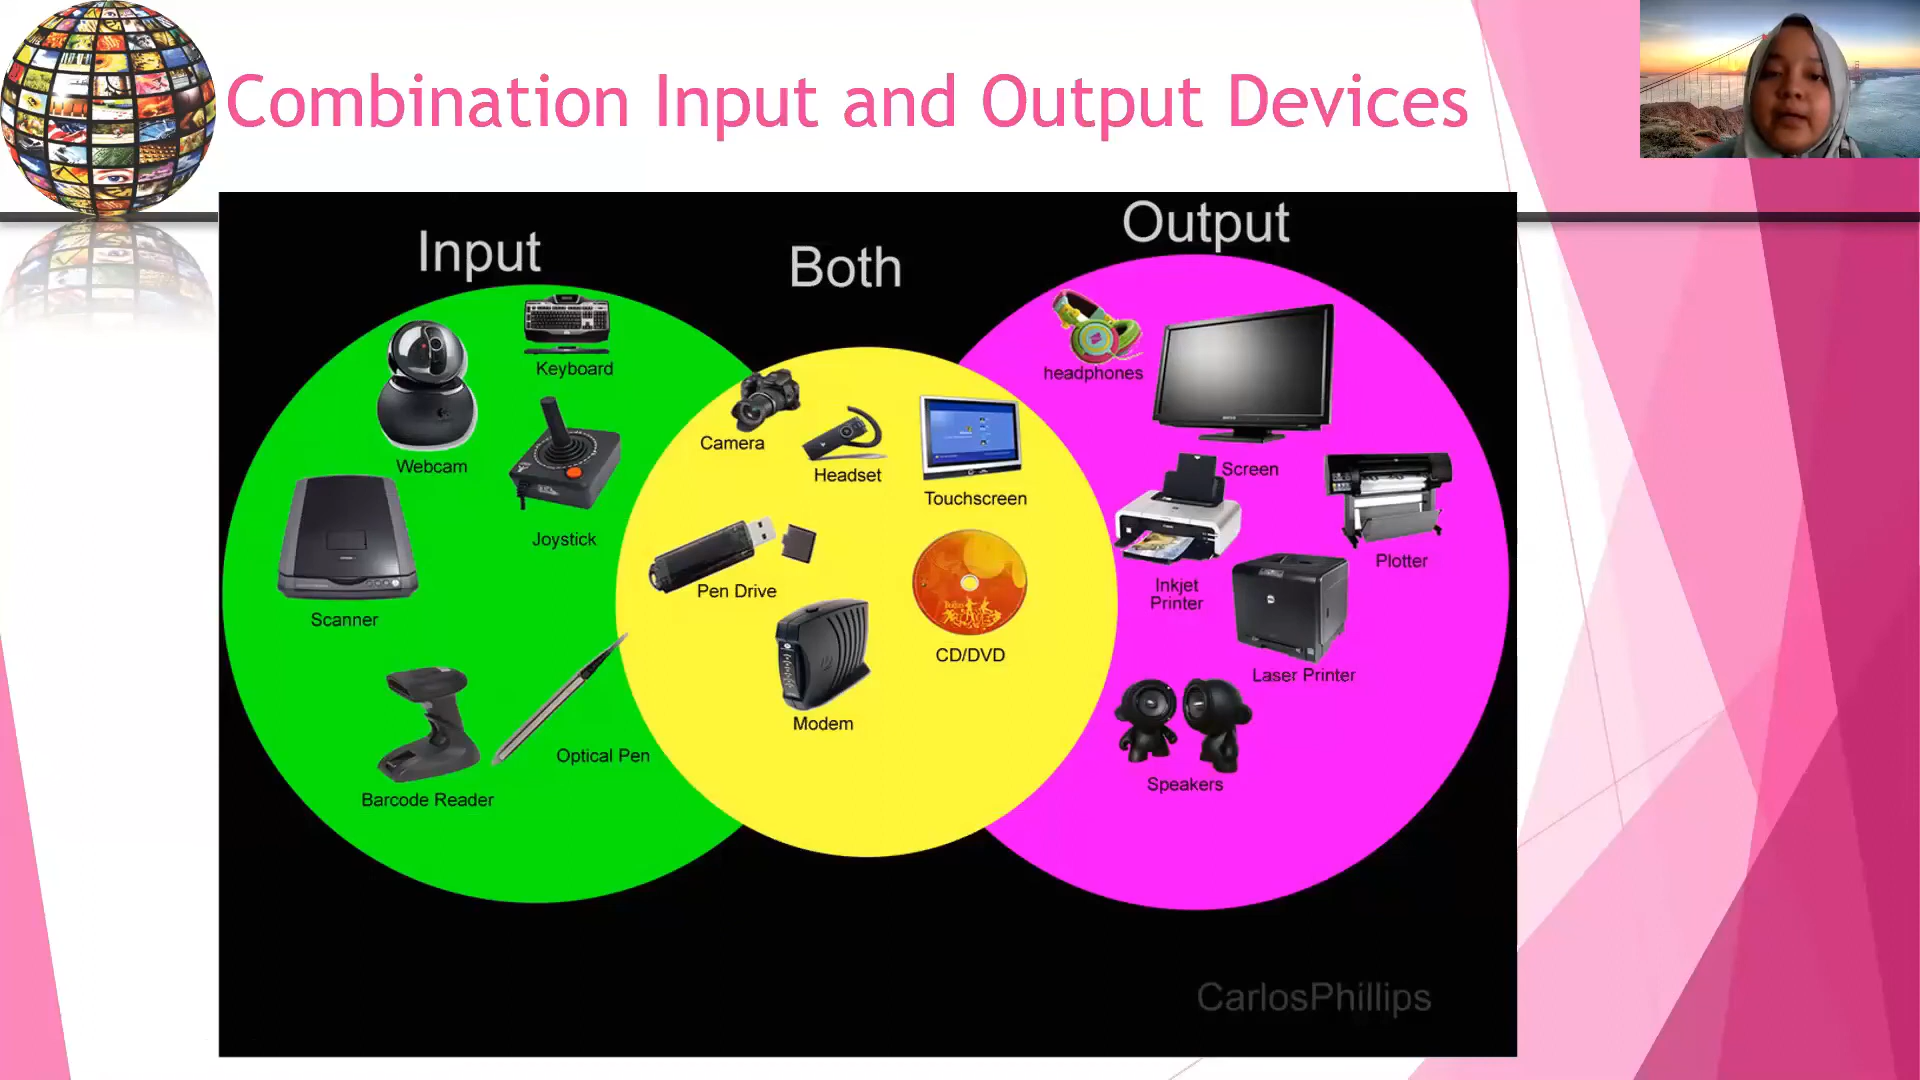 Combination Input and Output Devices
Input
Both
Output
Keyboard
Webcam
Joystick
Scanner
Optical Pen
Barcode Reader
Camera
Headset
Touchscreen
Pen Drive
CD/DVD
Modem
headphones
Screen
Plotter
Inkjet
Printer
Laser Printer
Speakers
CarlosPhillips